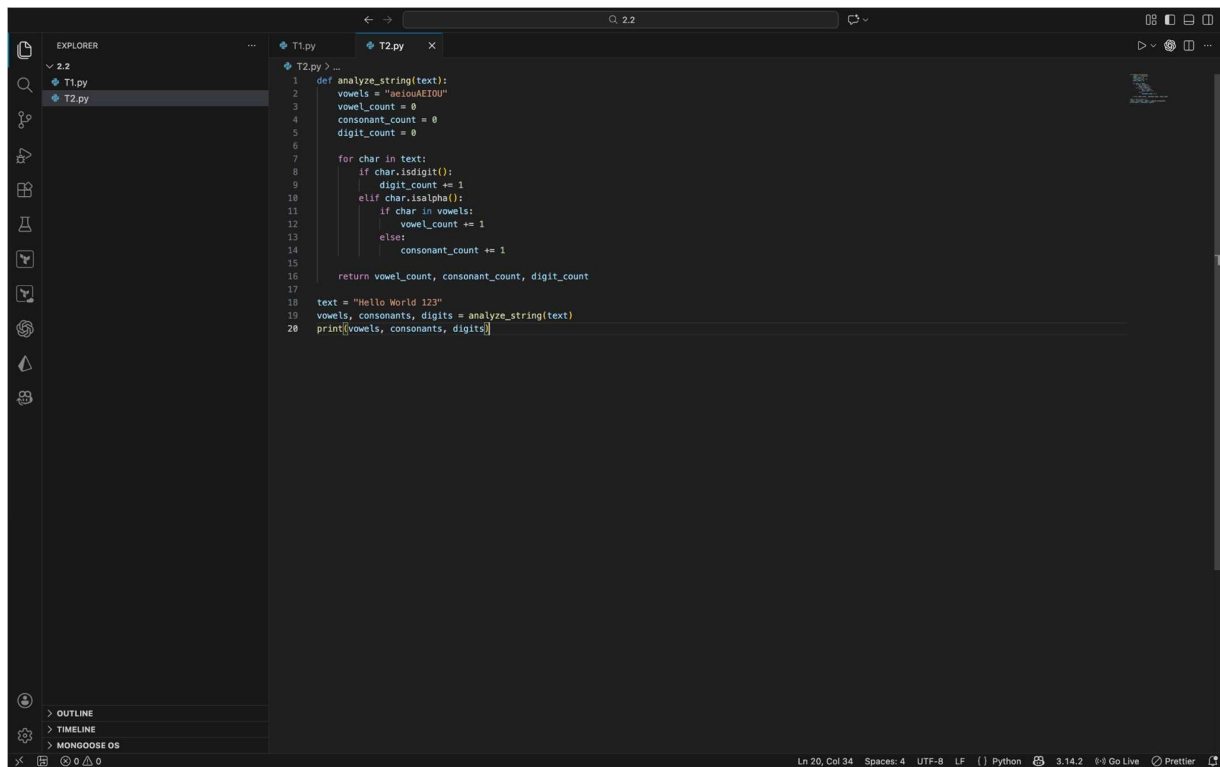 2.2
EXPLORER
T1.py
T2.py
2.2
T1.py
T2.py
T2.py > ...
1 def analyze_string(text):
2     vowels = "aeiouAEIOU"
3     vowel_count = 0
4     consonant_count = 0
5     digit_count = 0
6
7     for char in text:
8         if char.isdigit():
9             digit_count += 1
10         elif char.isalpha():
11             if char in vowels:
12                 vowel_count += 1
13             else:
14                 consonant_count += 1
15
16     return vowel_count, consonant_count, digit_count
17
18 text = "Hello World 123"
19 vowels, consonants, digits = analyze_string(text)
20 print(vowels, consonants, digits)
OUTLINE
TIMELINE
MONGOOSE OS
0 0 Ln 20, Col 34 Spaces: 4 UTF-8 LF { } Python 3.14.2 Go Live Prettier